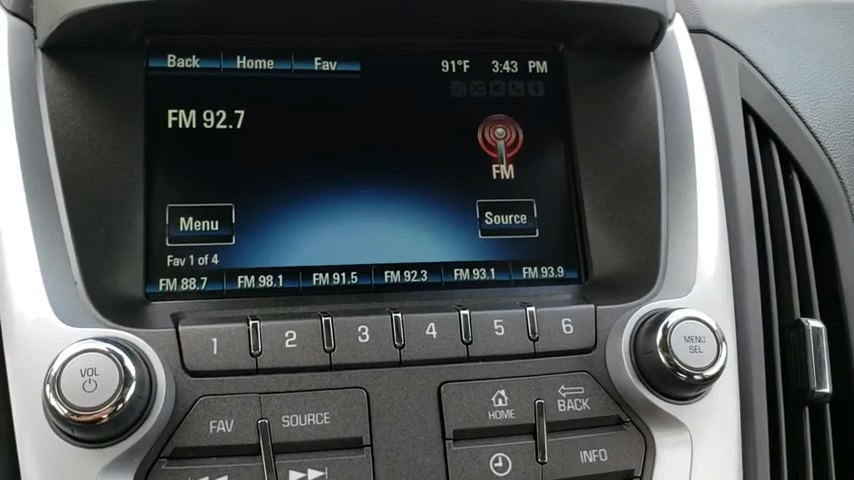 Back Home Fav 91°F 3:43 PM
FM 92.7
FM
Menu Source
Fav 1 of 4
FM 88.7 FM 98.1 FM 91.5 FM 92.3 FM 93.1 FM 93.9
1 2 3 4 5 6
VOL
MENU
SEL
FAV SOURCE
HOME BACK
INFO